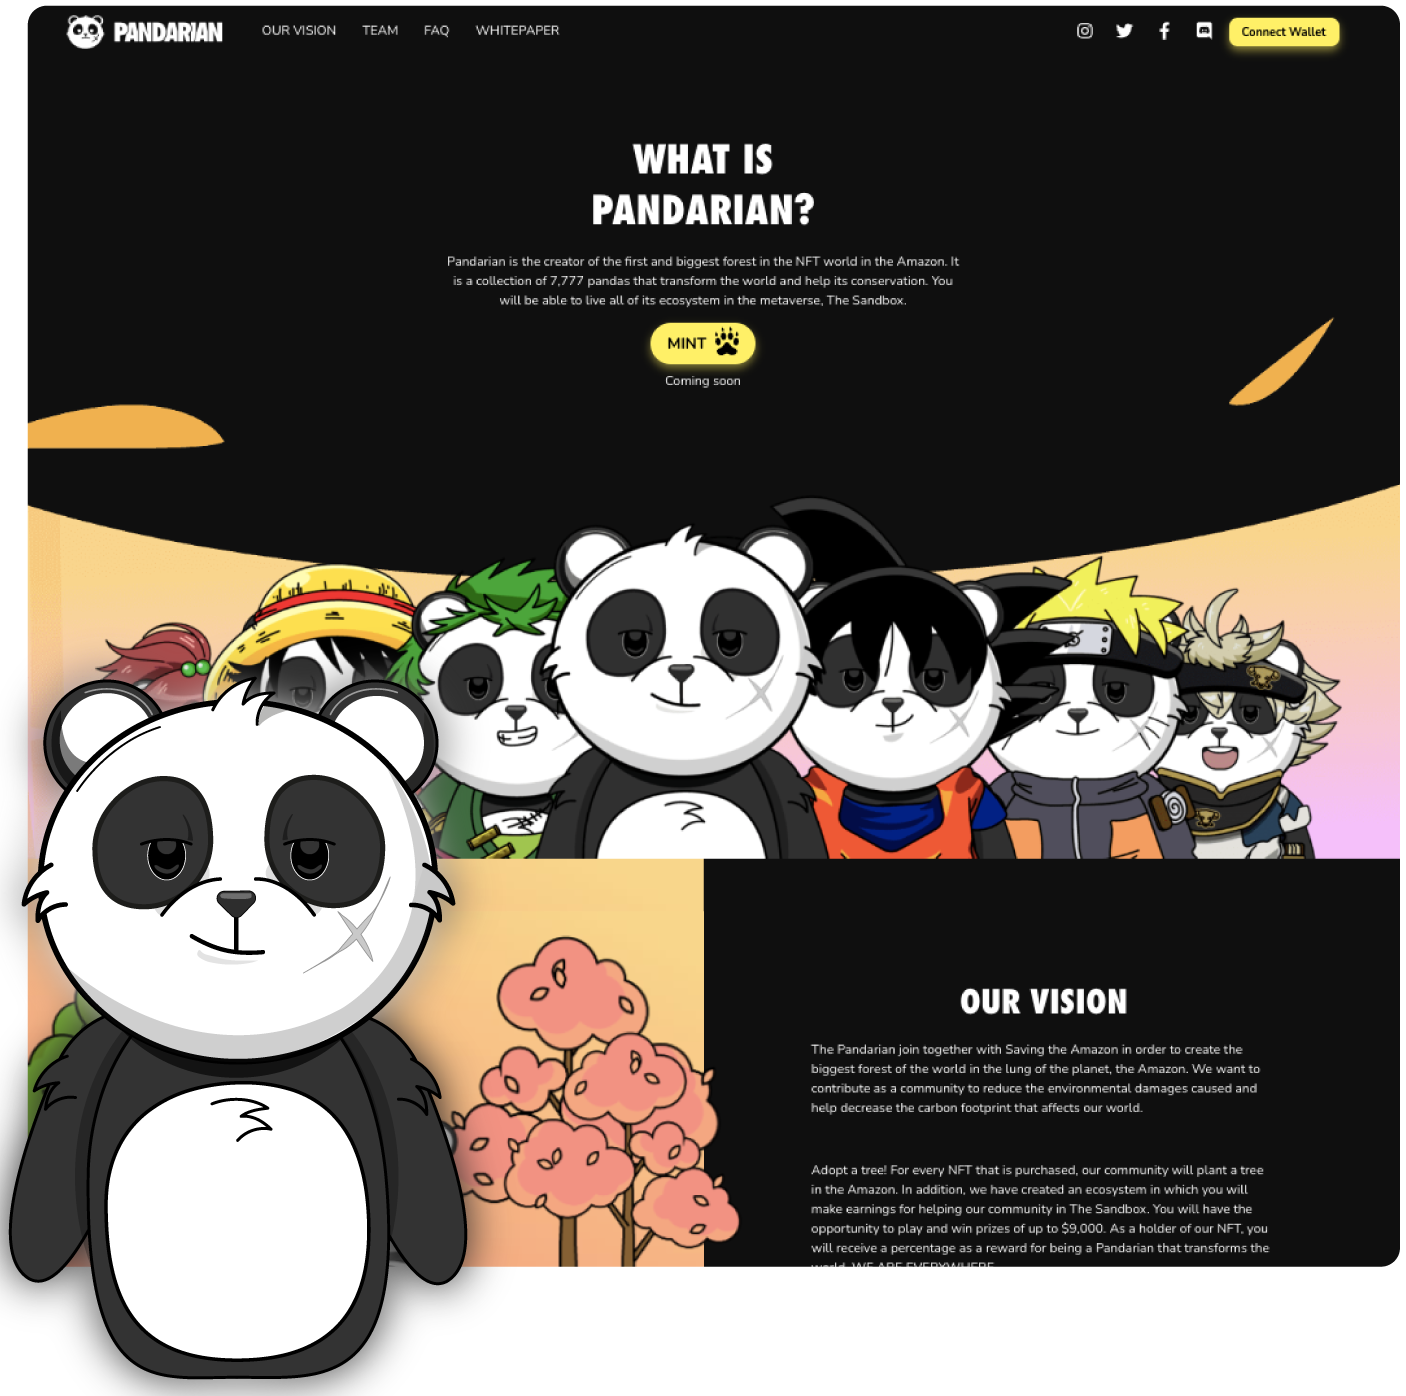 PANDARIAN
OUR VISION
TEAM
FAQ
WHITEPAPER
Connect Wallet
WHAT IS
PANDARIAN?
Pandarian is the creator of the first and biggest forest in the NFT world in the Amazon. It
is a collection of 7,777 pandas that transform the world and help its conservation. You
will be able to live all of its ecosystem in the metaverse, The Sandbox.
MINT
Coming soon
OUR VISION
The Pandarian join together with Saving the Amazon in order to create the
biggest forest of the world in the lung of the planet, the Amazon. We want to
contribute as a community to reduce the environmental damages caused and
help decrease the carbon footprint that affects our world.
Adopt a tree! For every NFT that is purchased, our community will plant a tree
in the Amazon. In addition, we have created an ecosystem in which you will
make earnings for helping our community in The Sandbox. You will have the
opportunity to play and win prizes of up to $9,000. As a holder of our NFT, you
will receive a percentage as a reward for being a Pandarian that transforms the
world. WE ARE EVERYWHERE